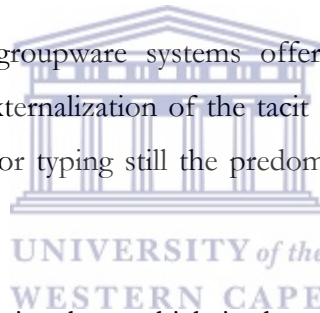 groupware systems offer
xternalization of the tacit
or typing still the predom
UNIVERSITY of the
WESTERN CAPE